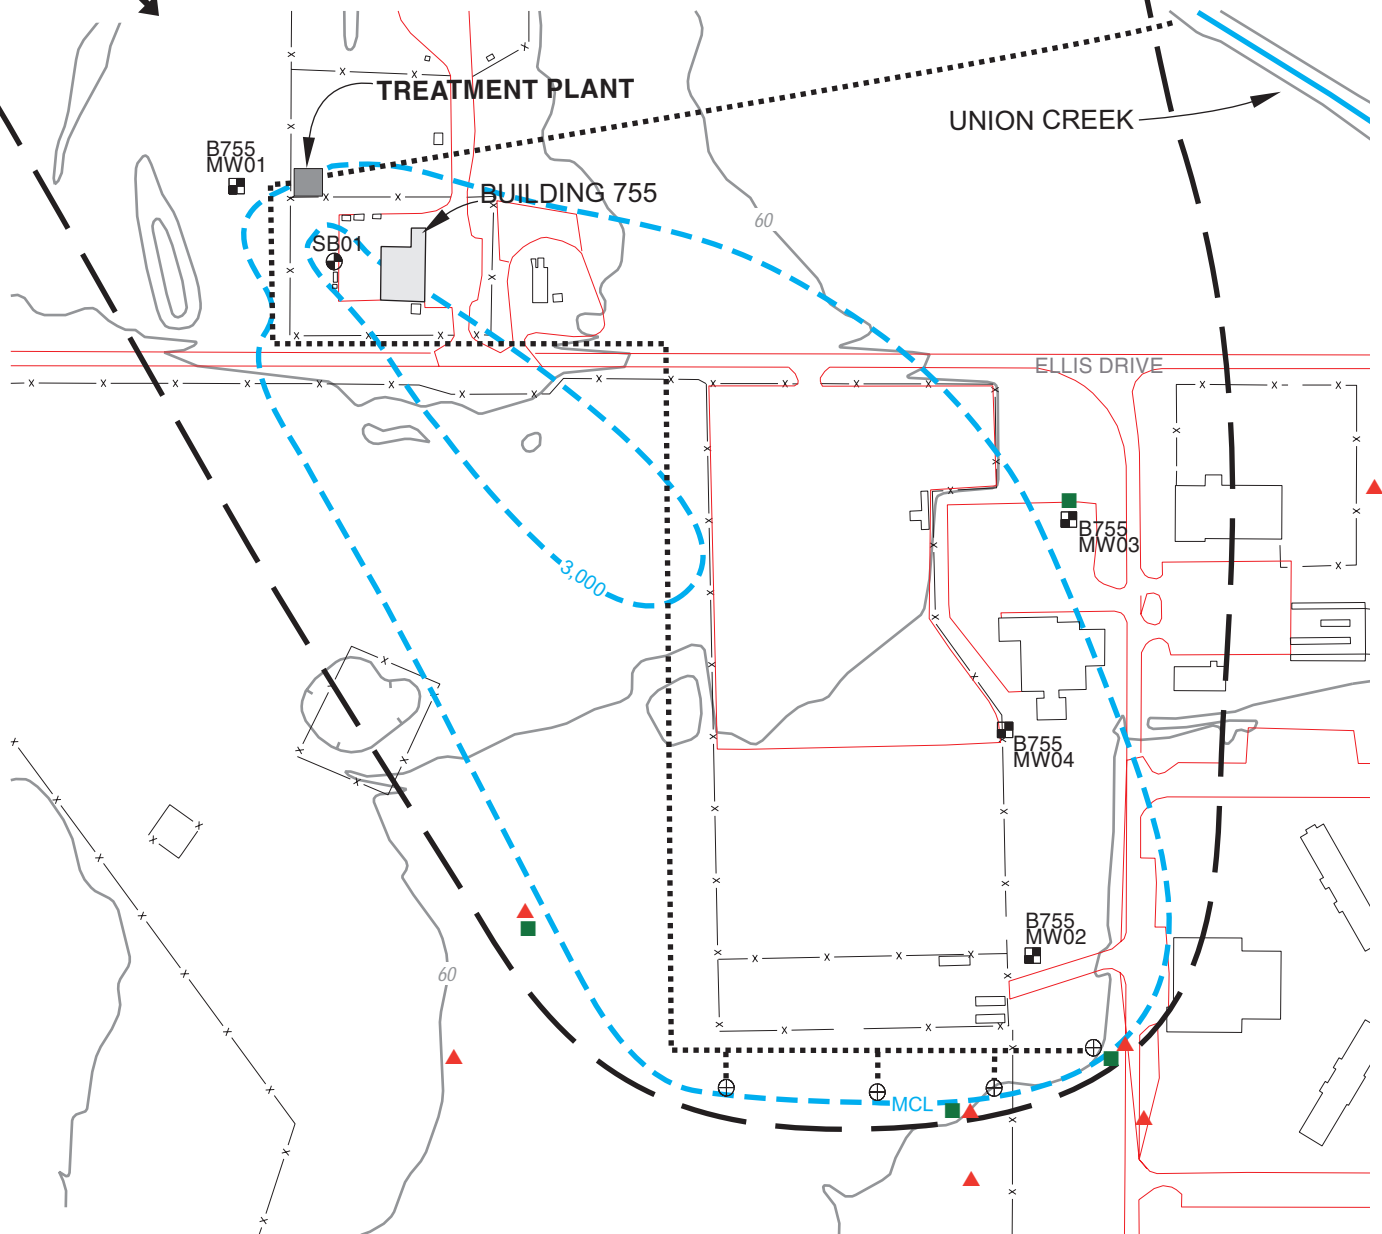 TREATMENT PLANT
UNION CREEK
B755
MW01
BUILDING 755
60
SB01
ELLIS DRIVE
B755
MW03
3,000
B755
MW04
B755
MW02
60
MCL